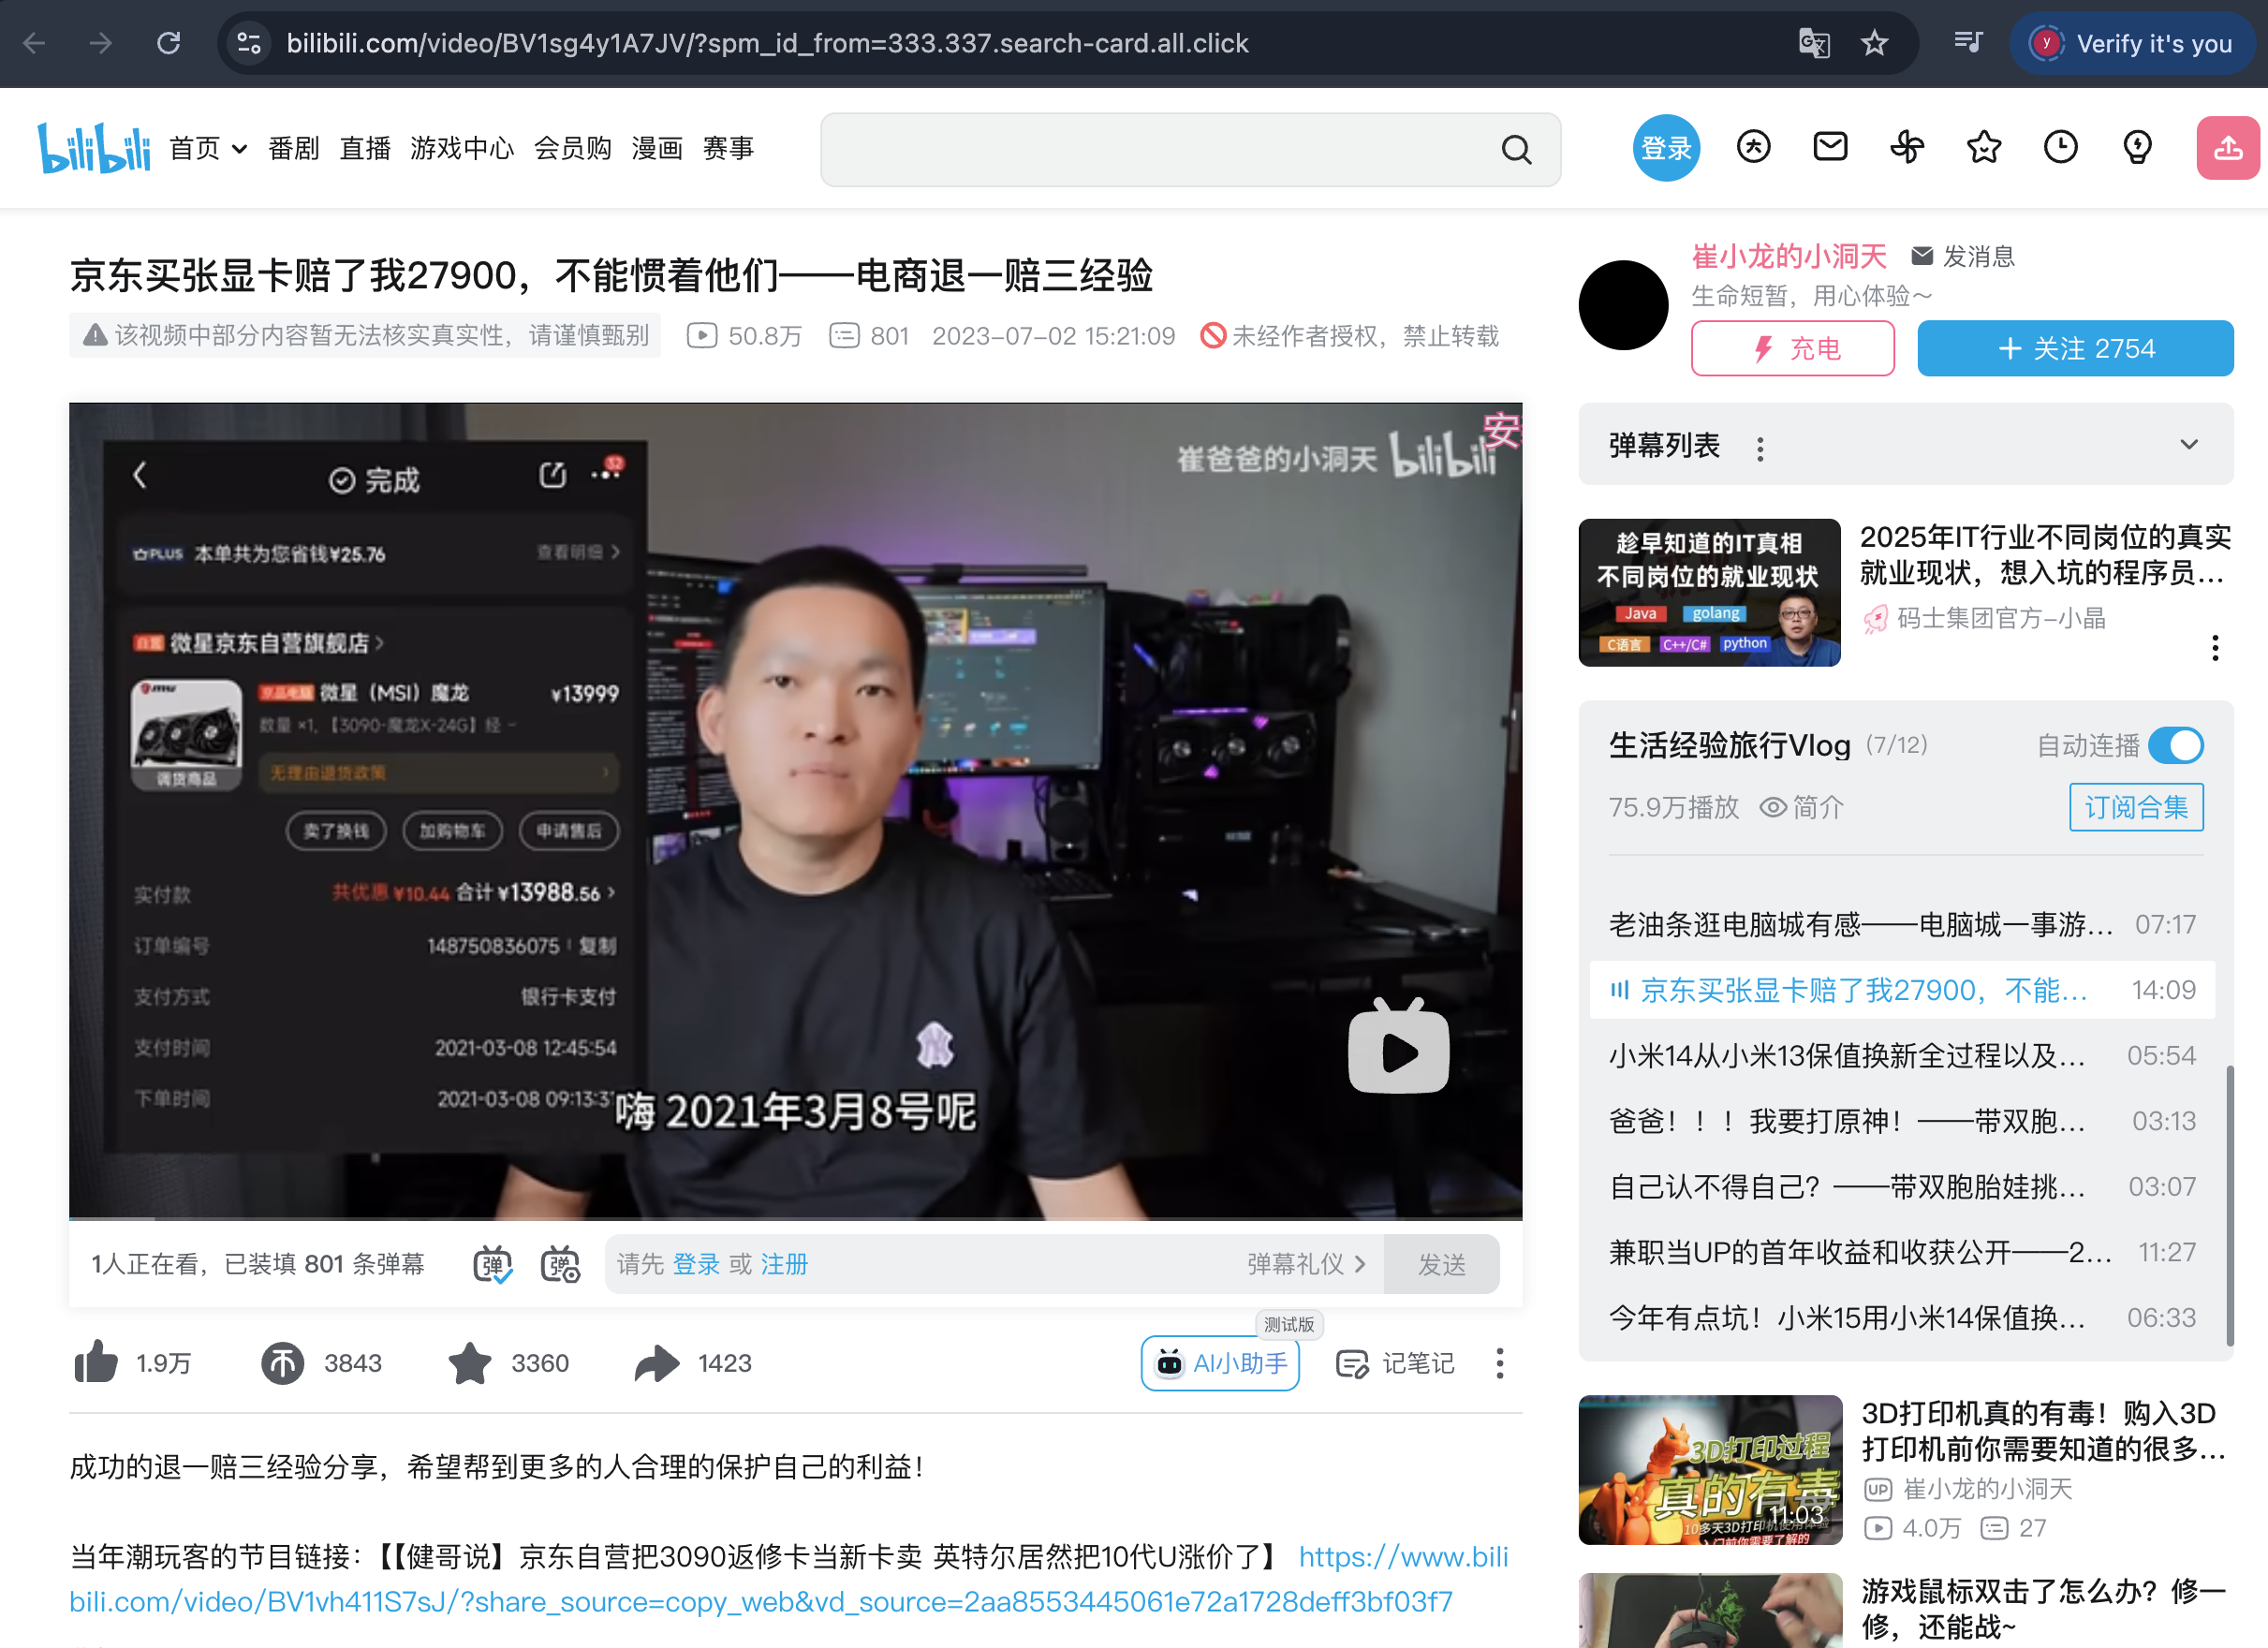 bilibili.com/video/BV1sg4y1A7JV/?spm_id_from=333.337.search-card.all.click
Verify it's you
bilibili 首页 番剧 直播 游戏中心 会员购 漫画 赛事
登录
京东买张显卡赔了我27900，不能惯着他们——电商退一赔三经验
该视频中部分内容暂无法核实真实性，请谨慎甄别 50.8万 801 2023-07-02 15:21:09 未经作者授权，禁止转载
崔小龙的小洞天 发消息
生命短暂，用心体验～
充电
+ 关注 2754
安
崔爸爸的小洞天 bilibili
完成
32
PLUS 本单共为您省钱¥25.76 查看明细
自营 微星京东自营旗舰店
京品电脑 微星（MSI）魔龙 ¥13999
数量 ×1, 【3090-魔龙X-24G】经
调货商品
无理由退货政策
卖了换钱 加购物车 申请售后
实付款 共优惠 ¥10.44 合计 ¥13988.56
订单编号 148750836075 复制
支付方式 银行卡支付
支付时间 2021-03-08 12:45:54
下单时间 2021-03-08 09:13:31
嗨 2021年3月8号呢
1人正在看，已装填 801 条弹幕
弹
弹
请先 登录 或 注册
弹幕礼仪
发送
1.9万 3843 3360 1423
测试版
AI小助手
记笔记
成功的退一赔三经验分享，希望帮到更多的人合理的保护自己的利益！
当年潮玩客的节目链接：【【健哥说】京东自营把3090返修卡当新卡卖 英特尔居然把10代U涨价了】 https://www.bili
bili.com/video/BV1vh411S7sJ/?share_source=copy_web&vd_source=2aa8553445061e72a1728deff3bf03f7
弹幕列表
趁早知道的IT真相
不同岗位的就业现状
Java golang
C语言 C++/C# python
2025年IT行业不同岗位的真实
就业现状，想入坑的程序员...
码士集团官方-小晶
生活经验旅行Vlog (7/12) 自动连播
75.9万播放 简介 订阅合集
老油条逛电脑城有感——电脑城一事游... 07:17
京东买张显卡赔了我27900，不能... 14:09
小米14从小米13保值换新全过程以及... 05:54
爸爸！！！我要打原神！——带双胞... 03:13
自己认不得自己？——带双胞胎娃挑... 03:07
兼职当UP的首年收益和收获公开——2... 11:27
今年有点坑！小米15用小米14保值换... 06:33
3D打印过程
真的有毒
11:03
3D打印机真的有毒！购入3D
打印机前你需要知道的很多...
UP 崔小龙的小洞天
4.0万 27
游戏鼠标双击了怎么办？修一
修，还能战~